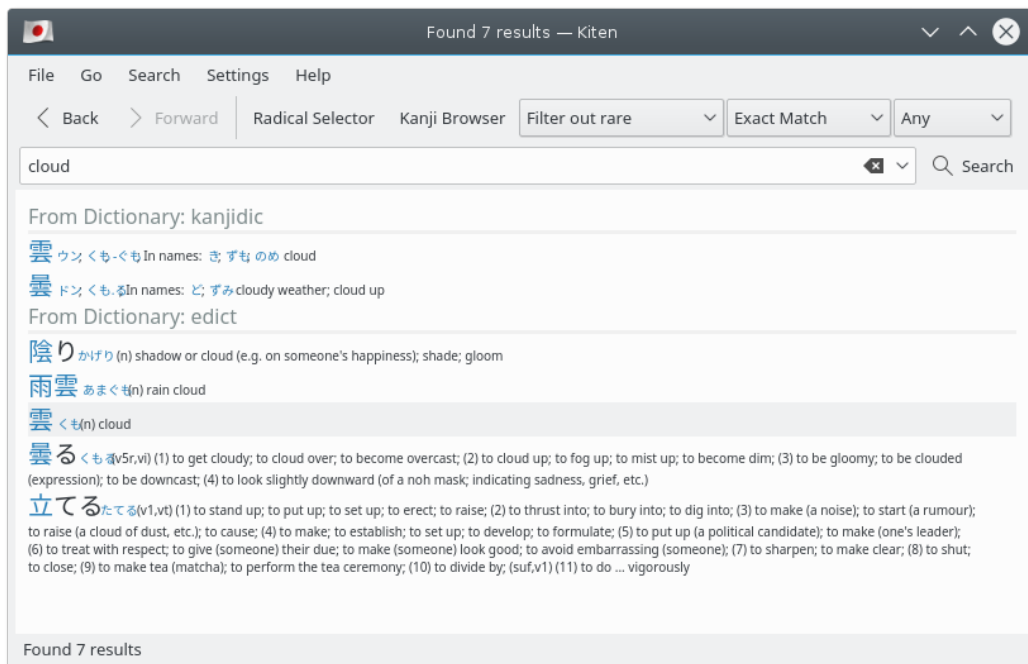 Found 7 results — Kiten
File Go Search Settings Help
Back Forward Radical Selector Kanji Browser Filter out rare Exact Match Any
cloud Search
From Dictionary: kanjidic
雲 ウン; くも; -ぐも In names: き; ずも; のめ cloud
曇 ドン; くも.る In names: ど; ずみ cloudy weather; cloud up
From Dictionary: edict
陰り かげり (n) shadow or cloud (e.g. on someone's happiness); shade; gloom
雨雲 あまぐも (n) rain cloud
雲 くも (n) cloud
曇る くもる (v5r,vi) (1) to get cloudy; to cloud over; to become overcast; (2) to cloud up; to fog up; to mist up; to become dim; (3) to be gloomy; to be clouded
(expression); to be downcast; (4) to look slightly downward (of a noh mask; indicating sadness, grief, etc.)
立てる たてる (v1,vt) (1) to stand up; to put up; to set up; to erect; to raise; (2) to thrust into; to bury into; to dig into; (3) to make (a noise); to start (a rumour);
to raise (a cloud of dust, etc.); to cause; (4) to make; to establish; to set up; to develop; to formulate; (5) to put up (a political candidate); to make (one's leader);
(6) to treat with respect; to give (someone) their due; to make (someone) look good; to avoid embarrassing (someone); (7) to sharpen; to make clear; (8) to shut;
to close; (9) to make tea (matcha); to perform the tea ceremony; (10) to divide by; (suf,v1) (11) to do ... vigorously
Found 7 results